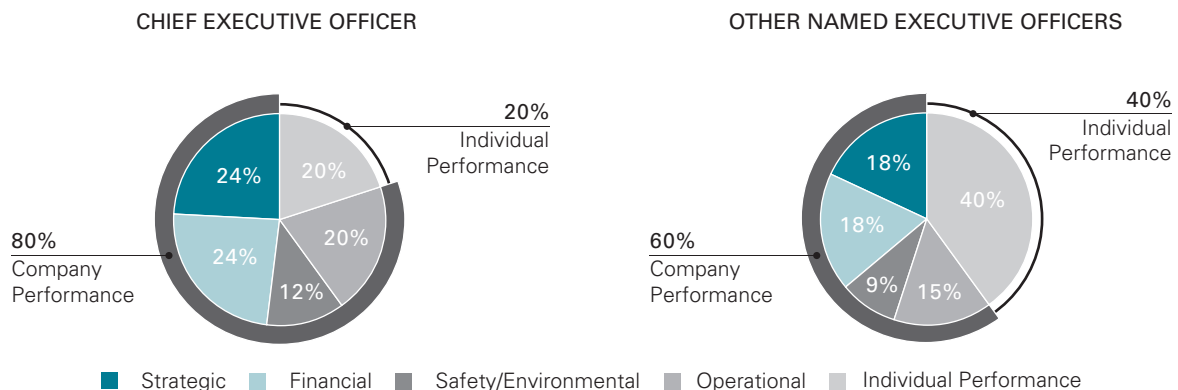 CHIEF EXECUTIVE OFFICER
20%
Individual
Performance
24%
20%
20%
24%
12%
80%
Company
Performance
OTHER NAMED EXECUTIVE OFFICERS
40%
Individual
Performance
18%
40%
18%
9%
15%
60%
Company
Performance
Strategic Financial Safety/Environmental Operational Individual Performance